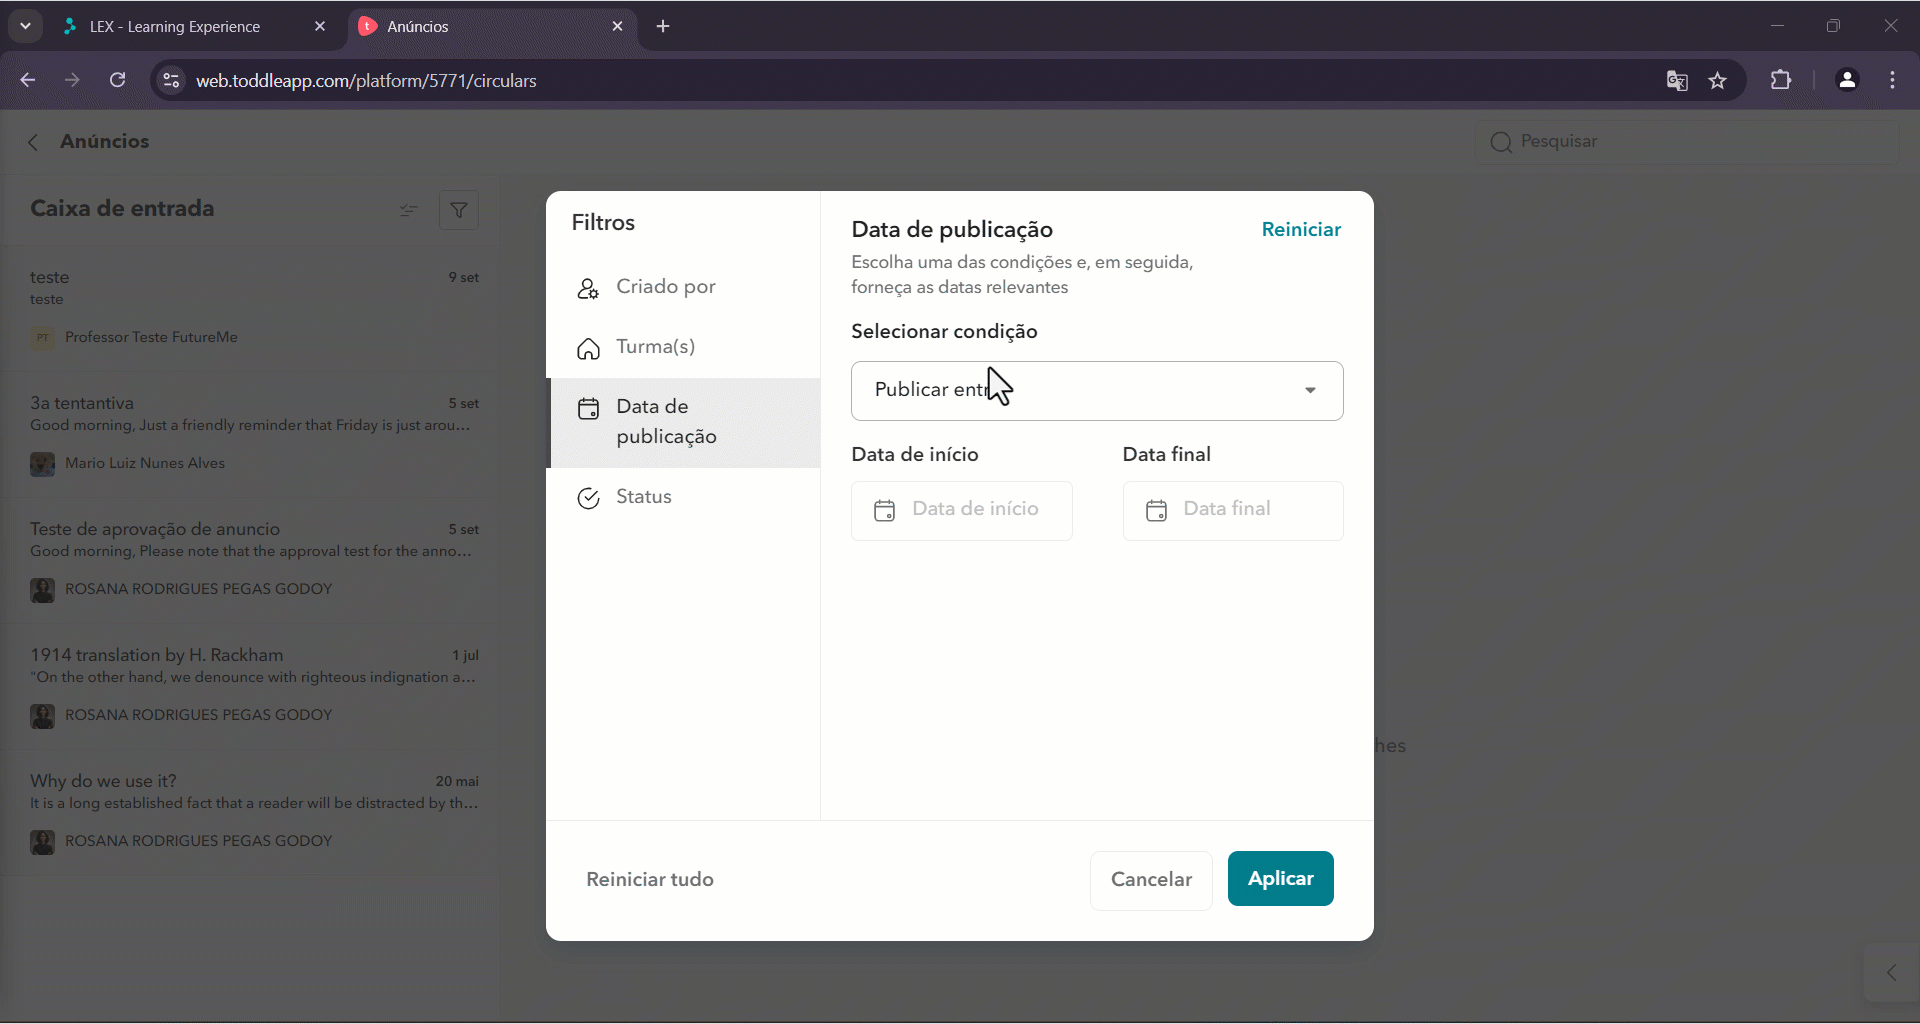 LEX - Learning Experience
Anúncios
web.toddleapp.com/platform/5771/circulars
Anúncios
Pesquisar
Caixa de entrada
teste
9 set
teste
PT
Professor Teste FutureMe
3a tentantiva
5 set
Good morning, Just a friendly reminder that Friday is just arou...
Mario Luiz Nunes Alves
Teste de aprovação de anuncio
5 set
Good morning, Please note that the approval test for the anno...
ROSANA RODRIGUES PEGAS GODOY
1914 translation by H. Rackham
1 jul
"On the other hand, we denounce with righteous indignation a...
ROSANA RODRIGUES PEGAS GODOY
Why do we use it?
20 mai
It is a long established fact that a reader will be distracted by th...
ROSANA RODRIGUES PEGAS GODOY
Filtros
Criado por
Turma(s)
Data de
publicação
Status
Data de publicação
Reiniciar
Escolha uma das condições e, em seguida,
forneça as datas relevantes
Selecionar condição
Publicar
Data de início
Data final
Data de início
Data final
Reiniciar tudo
Cancelar
Aplicar